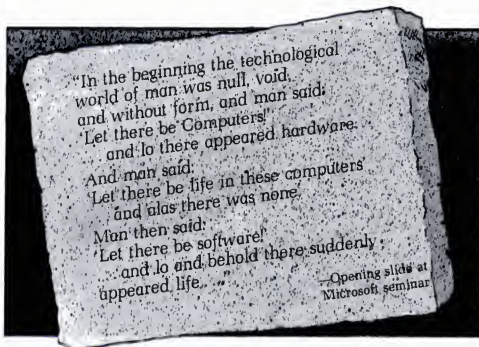 “In the beginning the technological
world of man was null, void,
and without form, and man said:
‘Let there be Computers!’
... and lo there appeared hardware.
And man said:
‘Let there be life in these computers’
... and alas there was none.
Man then said:
‘Let there be software!’
... and lo and behold there suddenly
appeared life. . . ”
Opening slide at
Microsoft seminar